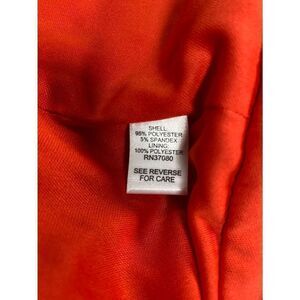 SHELL
95% POLYESTER
5% SPANDEX
LINING
100% POLYESTER
RN37080
SEE REVERSE
FOR CARE